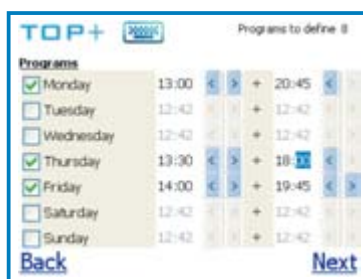 TOP+ Programs to define 8
Programs
Monday 13:00 < > + 20:45 <
Tuesday 12:42 < > + 12:42 <
Wednesday 12:42 < > + 12:42 <
Thursday 13:30 < > + 18:00 <
Friday 14:00 < > + 19:45 < >
Saturday 12:42 < > + 12:42 <
Sunday 12:42 < > + 12:42 <
Back Next